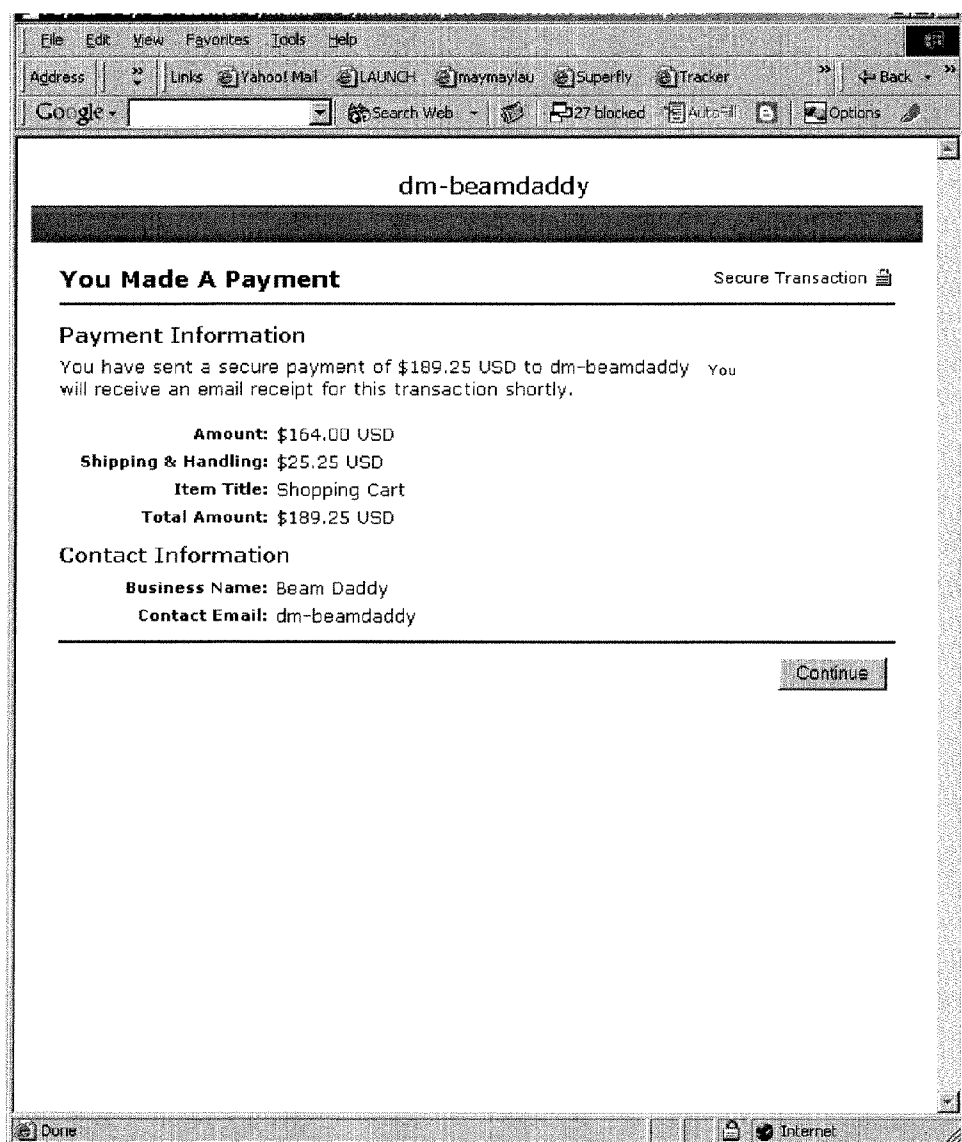 File Edit View Favorites Tools Help
Address » Links Yahoo! Mail LAUNCH maymaylau Superfly Tracker » Back »
Google Search Web 27 blocked AutoFill Options
dm-beamdaddy
You Made A Payment Secure Transaction
Payment Information
You have sent a secure payment of $189.25 USD to dm-beamdaddy You
will receive an email receipt for this transaction shortly.
Amount: $164.00 USD
Shipping & Handling: $25.25 USD
Item Title: Shopping Cart
Total Amount: $189.25 USD
Contact Information
Business Name: Beam Daddy
Contact Email: dm-beamdaddy
Continue
Done Internet